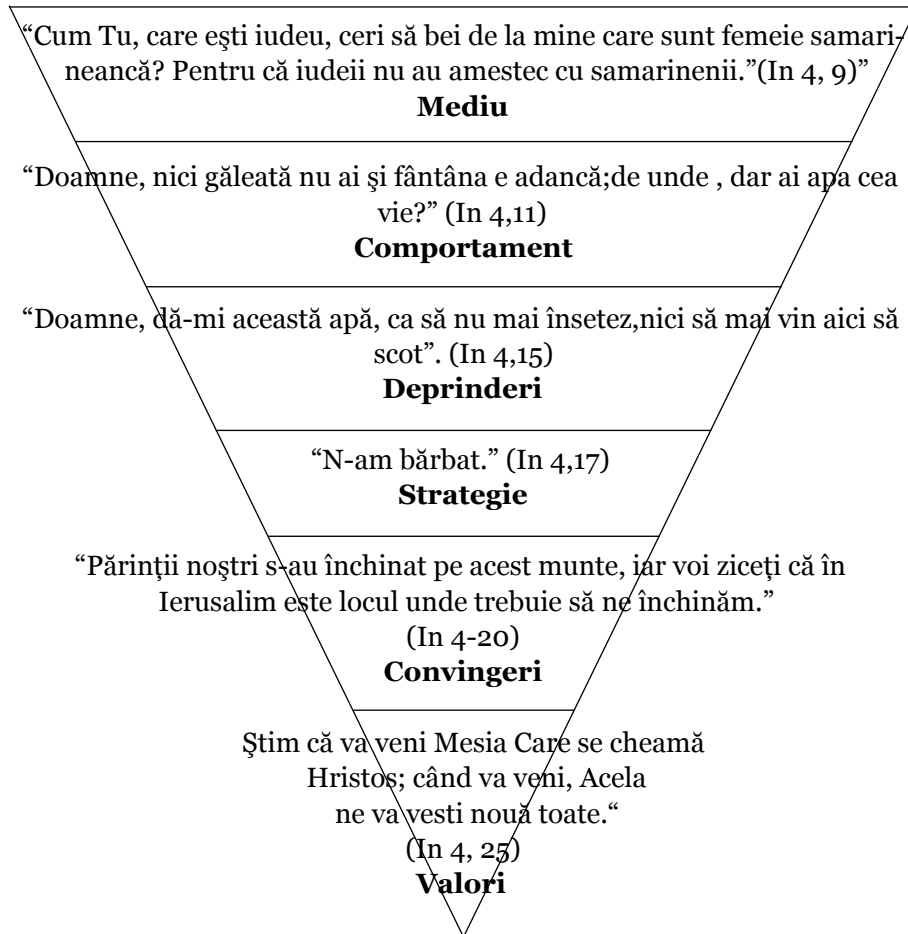 “Cum Tu, care eşti iudeu, ceri să bei de la mine care sunt femeie samari-
neancă? Pentru că iudeii nu au amestec cu samarinenii.”(In 4, 9)”
Mediu
“Doamne, nici găleată nu ai şi fântâna e adancă;de unde , dar ai apa cea
vie?” (In 4,11)
Comportament
“Doamne, dă-mi această apă, ca să nu mai însetez,nici să mai vin aici să
scot”. (In 4,15)
Deprinderi
“N-am bărbat.” (In 4,17)
Strategie
“Părinţii noştri s-au închinat pe acest munte, iar voi ziceţi că în
Ierusalim este locul unde trebuie să ne închinăm.”
(In 4-20)
Convingeri
Ştim că va veni Mesia Care se cheamă
Hristos; când va veni, Acela
ne va vesti nouă toate.“
(In 4, 25)
Valori